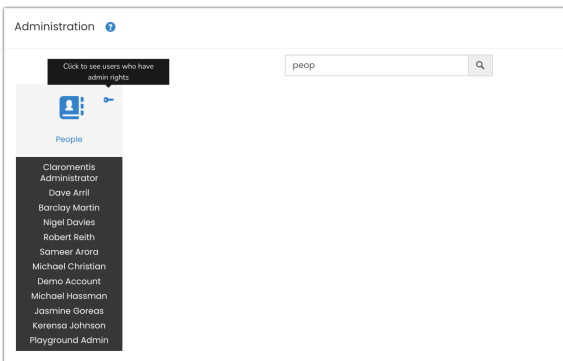 Administration ?
Click to see users who have
admin rights
peop
People
Claromentis
Administrator
Dave Arril
Barclay Martin
Nigel Davies
Robert Reith
Sameer Arora
Michael Christian
Demo Account
Michael Hassman
Jasmine Goreas
Kerensa Johnson
Playground Admin